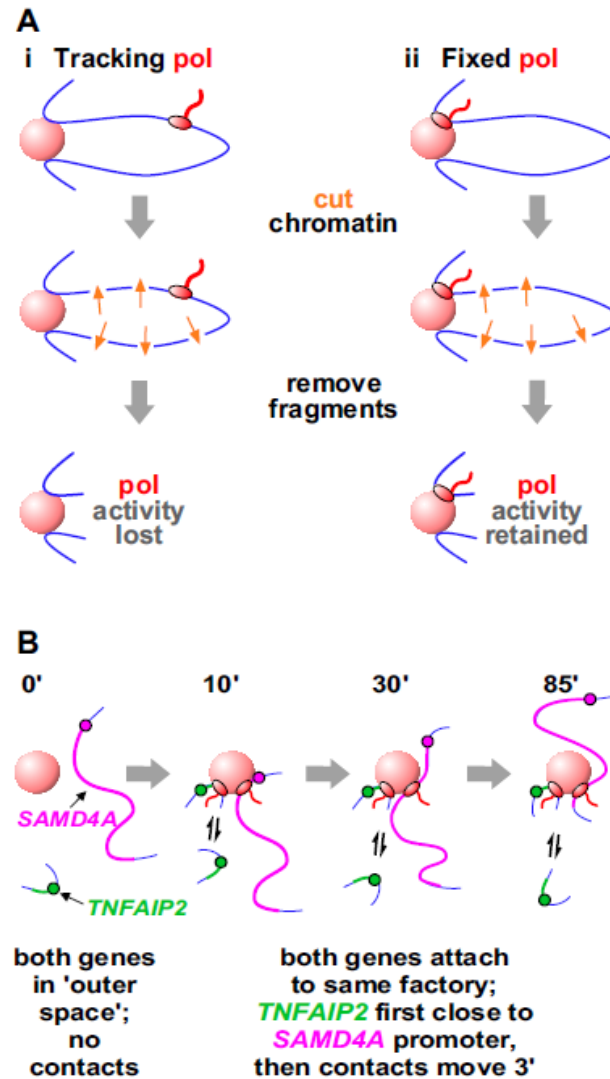 A
i Tracking pol
ii Fixed pol
cut
chromatin
remove
fragments
pol
activity
lost
pol
activity
retained
B
0'
10'
30'
85'
SAMD4A
TNFAIP2
both genes
in 'outer
space';
no
contacts
both genes attach
to same factory;
TNFAIP2 first close to
SAMD4A promoter,
then contacts move 3'